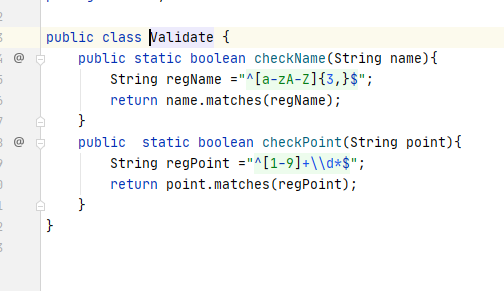 public class Validate {
public static boolean checkName(String name){
String regName ="^[a-zA-Z]{3,}$";
return name.matches(regName);
}
public  static boolean checkPoint(String point){
String regPoint ="^[1-9]+\\d*$";
return point.matches(regPoint);
}
}